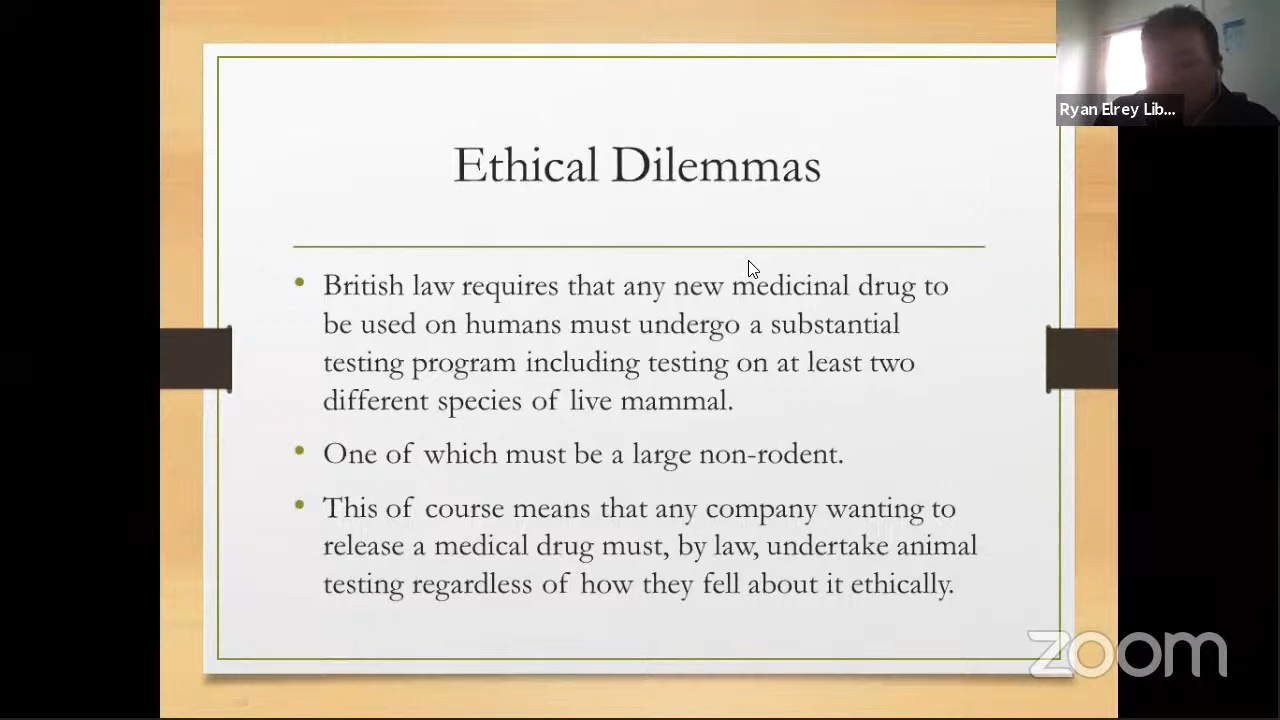 Ryan Elrey Lib...
Ethical Dilemmas
• British law requires that any new medicinal drug to
be used on humans must undergo a substantial
testing program including testing on at least two
different species of live mammal.
• One of which must be a large non-rodent.
• This of course means that any company wanting to
release a medical drug must, by law, undertake animal
testing regardless of how they fell about it ethically.
zoom